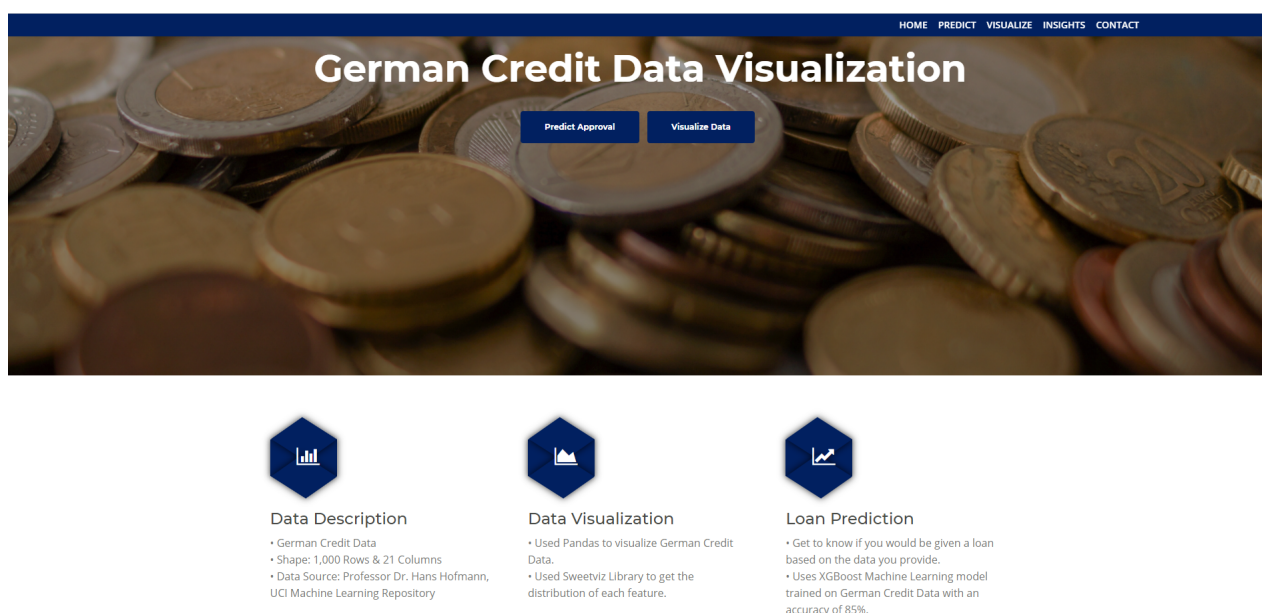 HOME PREDICT VISUALIZE INSIGHTS CONTACT
German Credit Data Visualization
Predict Approval
Visualize Data
Data Description
• German Credit Data
• Shape: 1,000 Rows & 21 Columns
• Data Source: Professor Dr. Hans Hofmann,
UCI Machine Learning Repository
Data Visualization
• Used Pandas to visualize German Credit
Data.
• Used Sweetviz Library to get the
distribution of each feature.
Loan Prediction
• Get to know if you would be given a loan
based on the data you provide.
• Uses XGBoost Machine Learning model
trained on German Credit Data with an
accuracy of 85%.